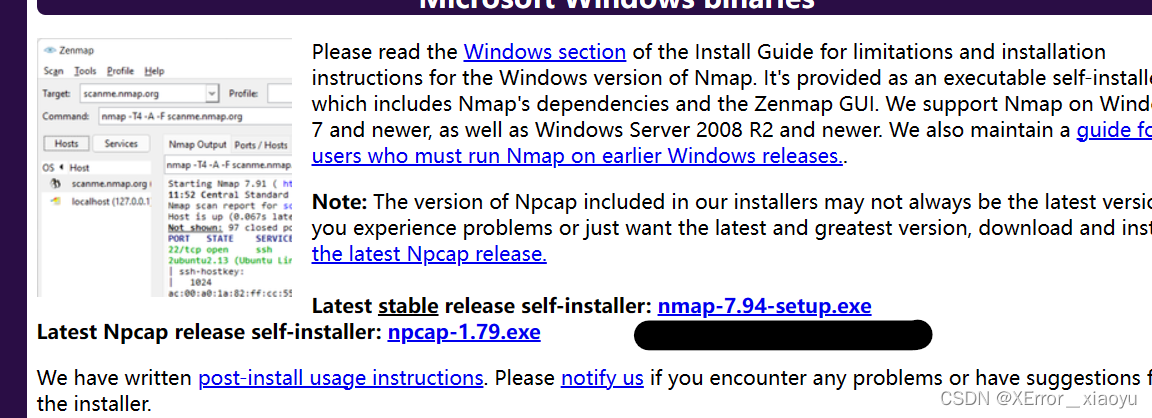 Microsoft Windows binaries
Zenmap
Scan Tools Profile Help
Target: scanme.nmap.org Profile:
Command: nmap -T4 -A -F scanme.nmap.org
Hosts Services Nmap Output Ports / Hosts
OS Host nmap -T4 -A -F scanme.nmap.
scanme.nmap.org
localhost (127.0.0.1
Starting Nmap 7.91 ( ht
11:52 Central Standard
Nmap scan report for sc
Host is up (0.067s late
Not shown: 97 closed po
PORT STATE SERVICE
22/tcp open ssh
2ubuntu2.13 (Ubuntu Lin
| ssh-hostkey:
| 1024
ac:00:a0:1a:82:ff:cc:55
Please read the Windows section of the Install Guide for limitations and installation
instructions for the Windows version of Nmap. It's provided as an executable self-installe
which includes Nmap's dependencies and the Zenmap GUI. We support Nmap on Wind
7 and newer, as well as Windows Server 2008 R2 and newer. We also maintain a guide fo
users who must run Nmap on earlier Windows releases..
Note: The version of Npcap included in our installers may not always be the latest versio
you experience problems or just want the latest and greatest version, download and inst
the latest Npcap release.
Latest stable release self-installer: nmap-7.94-setup.exe
Latest Npcap release self-installer: npcap-1.79.exe
We have written post-install usage instructions. Please notify us if you encounter any problems or have suggestions f
the installer.
CSDN @XError__xiaoyu